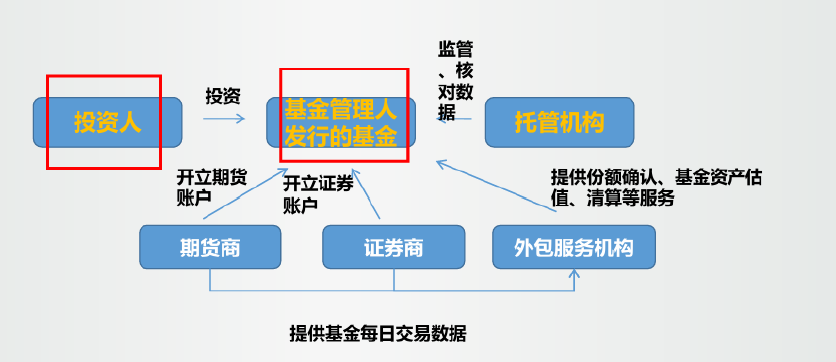 监管
、核
对数
据
投资
投资人
基金管理人
发行的基金
托管机构
开立期货
账户
开立证券
账户
提供份额确认、基金资产估
值、清算等服务
期货商
证券商
外包服务机构
提供基金每日交易数据